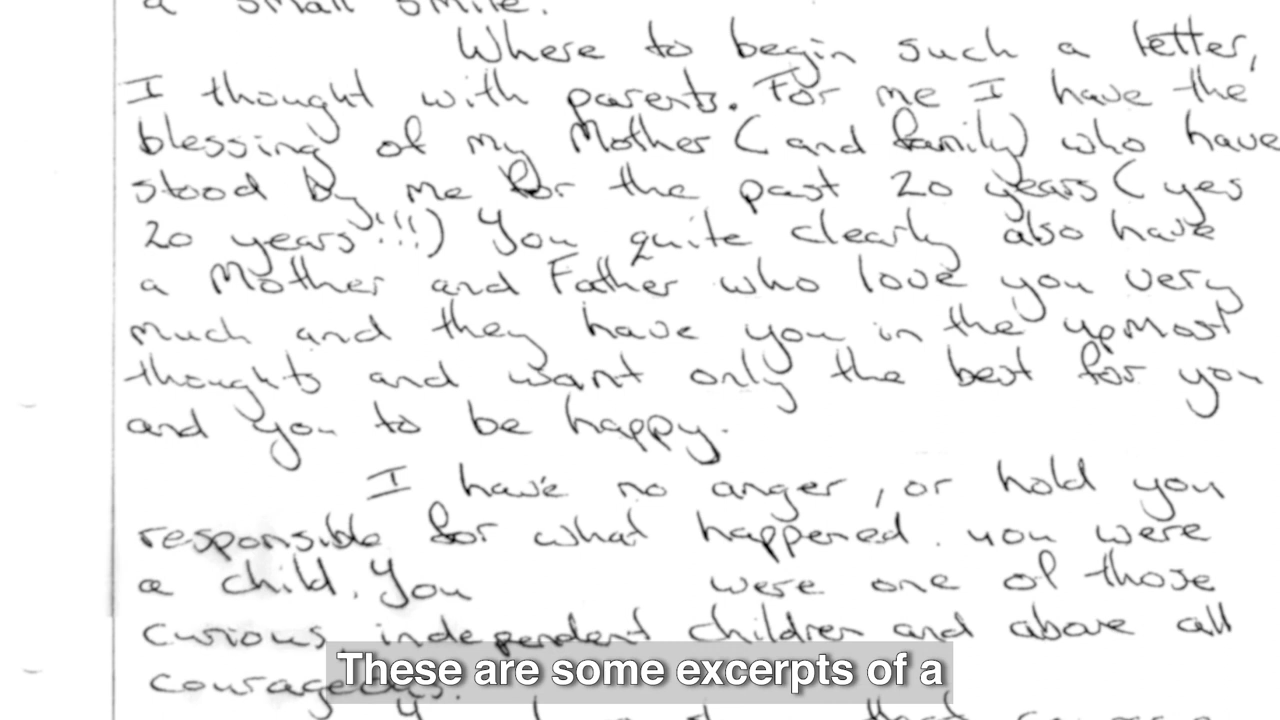 a small smile.
Where to begin such a letter,
I thought with parents. For me I have the
blessing of my Mother (and family) who have
stood by me for the past 20 years (yes
20 years!!!) You quite clearly also have
a Mother and Father who love you very
much and they have you in the upmost
thoughts and want only the best for you
and you to be happy.
I have no anger, or hold you
responsible for what happened. you were
a child. You were one of those
curious, independent children and above all
courageous.
These are some excerpts of a